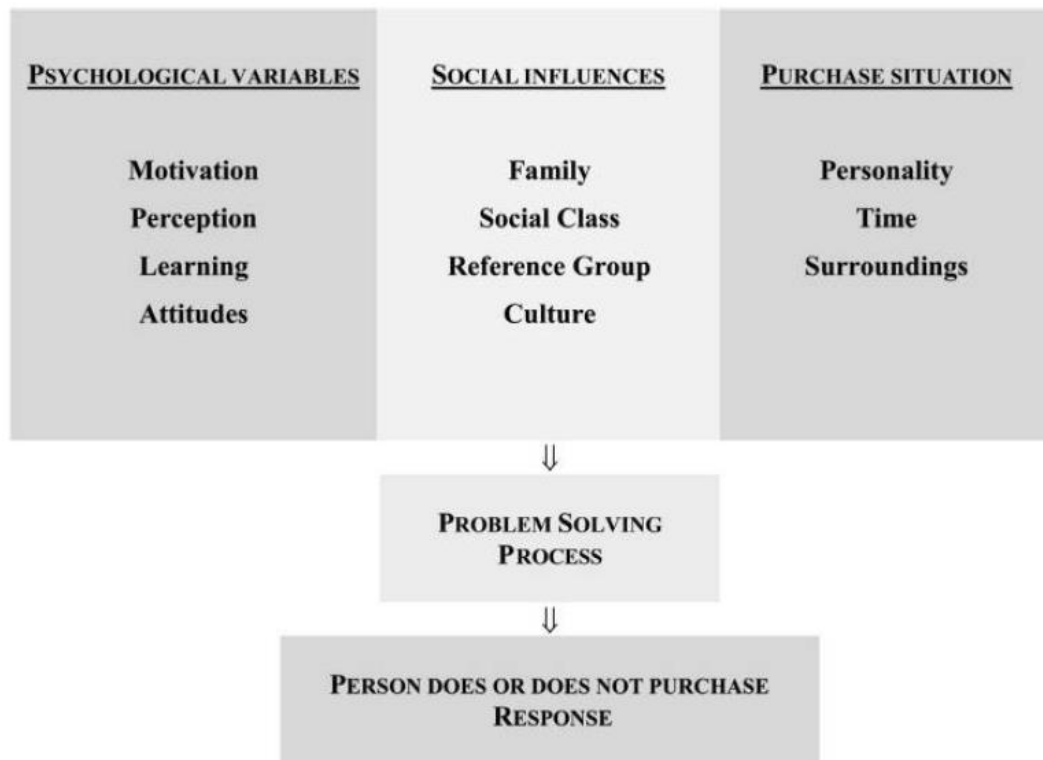 PSYCHOLOGICAL VARIABLES
Motivation
Perception
Learning
Attitudes
SOCIAL INFLUENCES
Family
Social Class
Reference Group
Culture
PURCHASE SITUATION
Personality
Time
Surroundings
⇓
PROBLEM SOLVING
PROCESS
⇓
PERSON DOES OR DOES NOT PURCHASE
RESPONSE